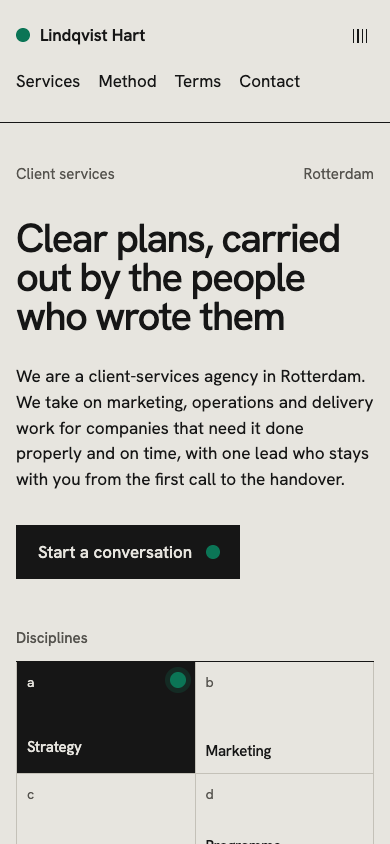 Lindqvist Hart
Services Method Terms Contact
Client services Rotterdam
Clear plans, carried
out by the people
who wrote them
We are a client-services agency in Rotterdam.
We take on marketing, operations and delivery
work for companies that need it done
properly and on time, with one lead who stays
with you from the first call to the handover.
Start a conversation
Disciplines
a b
Strategy Marketing
c d